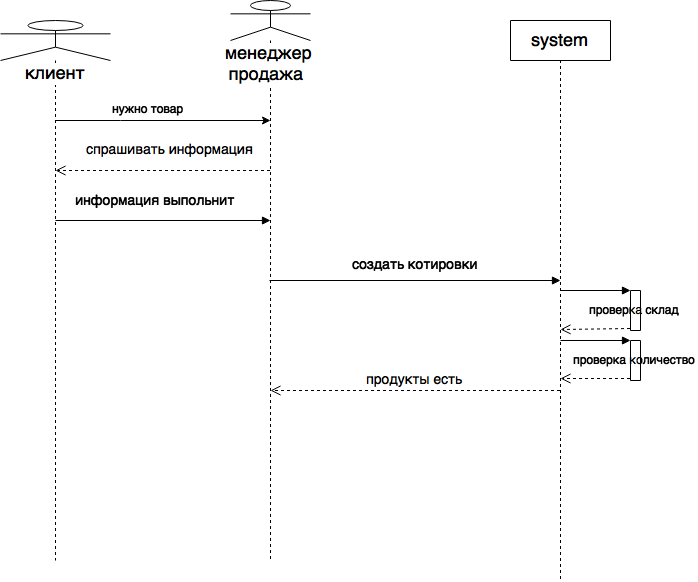 клиент
менеджер
продажа
system
нужно товар
спрашивать информация
информация выпольнит
создать котировки
проверка склад
проверка количество
продукты есть